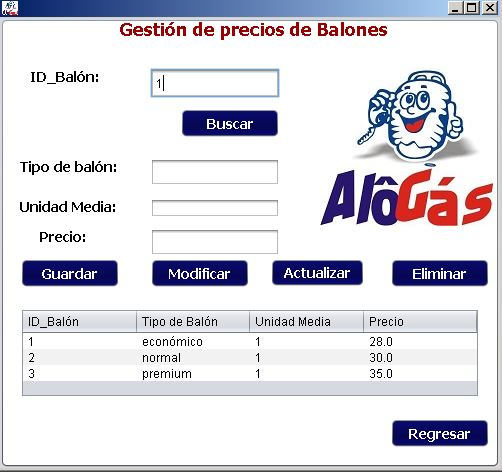 Gestión de precios de Balones
ID_Balón:
1
Buscar
Tipo de balón:
Unidad Media:
Precio:
AlôGás
Guardar
Modificar
Actualizar
Eliminar
ID_Balón Tipo de Balón Unidad Media Precio
1 económico 1 28.0
2 normal 1 30.0
3 premium 1 35.0
Regresar